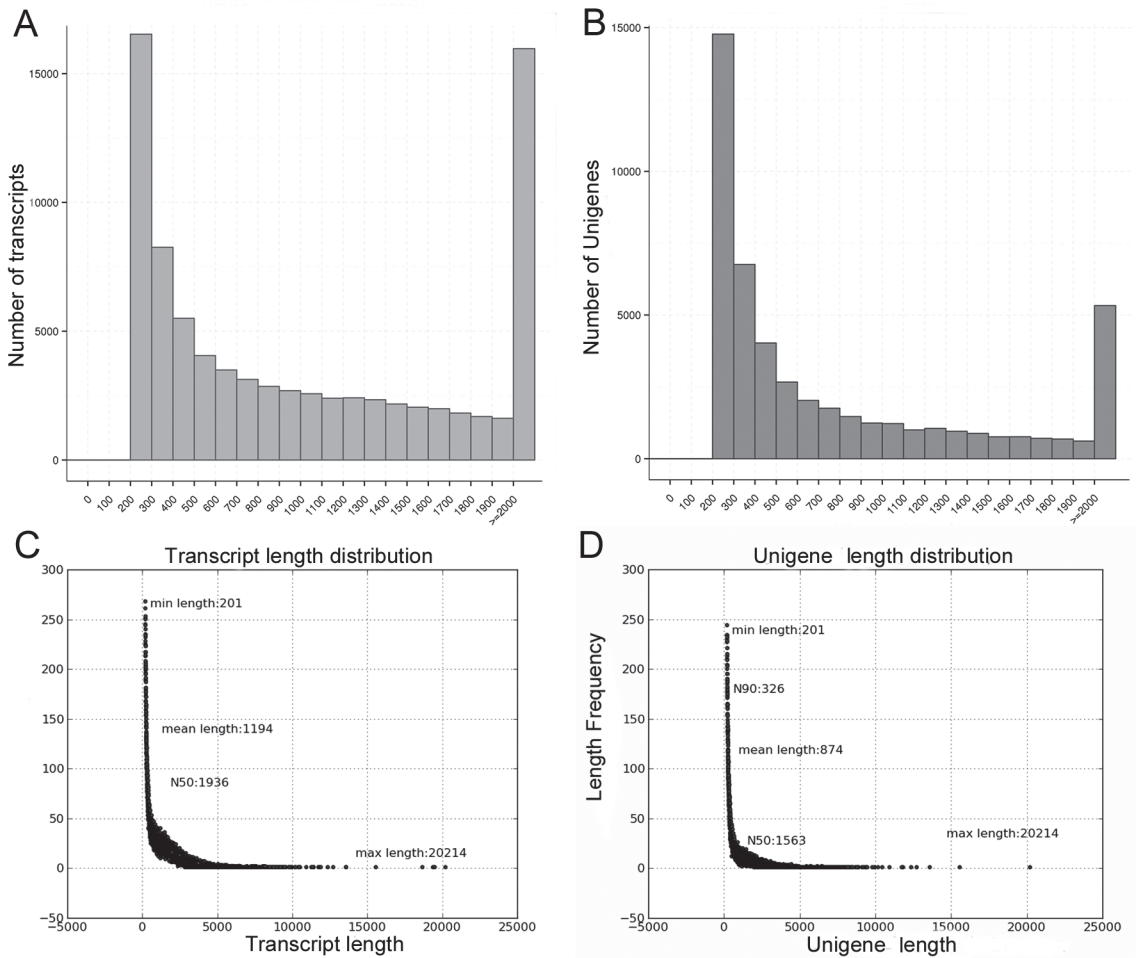 A
Number of transcripts
15000
10000
5000
0
0 100 200 300 400 500 600 700 800 900 1000 1100 1200 1300 1400 1500 1600 1700 1800 1900 >=2000
B
Number of Unigenes
15000
10000
5000
0
0 100 200 300 400 500 600 700 800 900 1000 1100 1200 1300 1400 1500 1600 1700 1800 1900 >=2000
C
Transcript length distribution
300
250
200
150
100
50
0
−50
min length:201
mean length:1194
N50:1936
max length:20214
−5000 0 5000 10000 15000 20000 25000
Transcript length
D
Unigene length distribution
Length Frequency
300
250
200
150
100
50
0
−50
min length:201
N90:326
mean length:874
N50:1563
max length:20214
−5000 0 5000 10000 15000 20000 25000
Unigene length